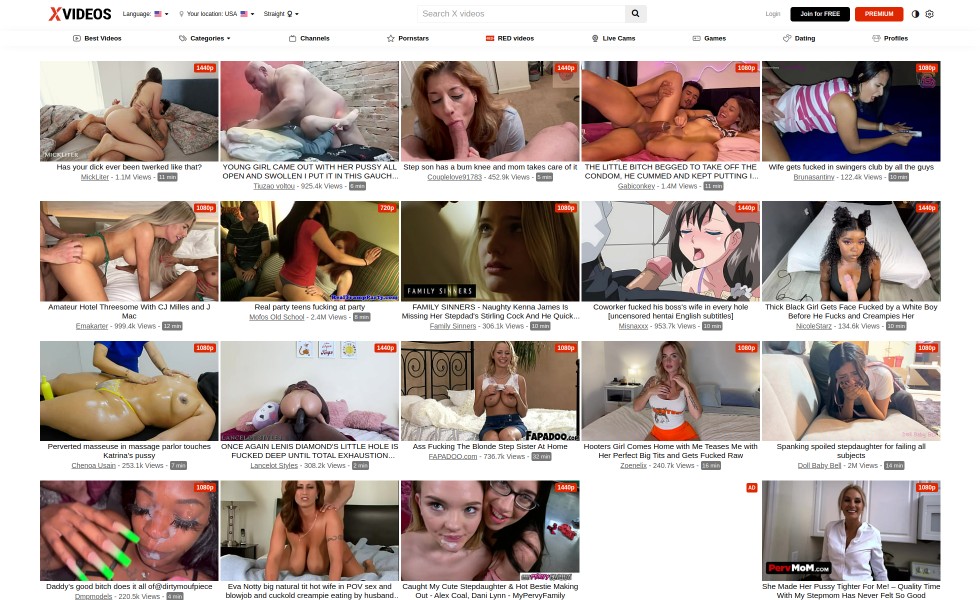 XVIDEOS
Language:
Your location: USA
Straight
Search X videos
Login
Join for FREE
PREMIUM
Best Videos
Categories
Channels
Pornstars
RED videos
Live Cams
Games
Dating
Profiles
1440p
MICKLITER
Has your dick ever been twerked like that?
MickLiter - 1.1M Views - 11 min
YOUNG GIRL CAME OUT WITH HER PUSSY ALL
OPEN AND SWOLLEN I PUT IT IN THIS GAUCH...
Tiuzao voltou - 925.4k Views - 6 min
1440p
Step son has a bum knee and mom takes care of it
Couplelove91783 - 452.9k Views - 5 min
1080p
THE LITTLE BITCH BEGGED TO TAKE OFF THE
CONDOM, HE CUMMED AND KEPT PUTTING I...
Gabiconkey - 1.4M Views - 11 min
1080p
Wife gets fucked in swingers club by all the guys
Brunasantiny - 122.4k Views - 10 min
1080p
Amateur Hotel Threesome With CJ Miles and J
Mac
Emakarter - 999.4k Views - 12 min
720p
Real party teens fucking at party
Mofos Old School - 2.4M Views - 8 min
1080p
FAMILY SINNERS
FAMILY SINNERS - Naughty Kenna James Is
Missing Her Stepdad's Stirling Cock And He Quick...
Family Sinners - 306.1k Views - 10 min
1440p
Coworker fucked his boss's wife in every hole
[uncensored hentai English subtitles]
Misnaxxx - 953.7k Views - 10 min
1440p
Thick Black Girl Gets Face Fucked by a White Boy
Before He Fucks and Creampies Her
NicoleStarz - 134.6k Views - 10 min
1080p
Perverted masseuse in massage parlor touches
Katrina's pussy
Chenoa Usain - 253.1k Views - 7 min
1440p
ONCE AGAIN LENIS DIAMOND'S LITTLE HOLE IS
FUCKED DEEP UNTIL TOTAL EXHAUSTION...
Lancelot Styles - 308.2k Views - 2 min
1080p
FAPADOO.com
Ass Fucking The Blonde Step Sister At Home
FAPADOO.com - 736.7k Views - 32 min
1080p
Hooters Girl Comes Home with Me Teases Me with
Her Perfect Big Tits and Gets Fucked Raw
Zoenelix - 240.7k Views - 16 min
1080p
Spanking spoiled stepdaughter for failing all
subjects
Doll Baby Bell - 2M Views - 14 min
1080p
Daddy's good bitch does it all of@dirtymoufpiece
Dmpmodels - 220.5k Views - 4 min
Eva Notty big natural tit hot wife in POV sex and
blowjob and cuckold creampie eating by husband..
1440p
Caught My Cute Stepdaughter & Hot Bestie Making
Out - Alex Coal, Dani Lynn - MyPervyFamily
AD
1080p
PERVMOM.COM
She Made Her Pussy Tighter For Me! – Quality Time
With My Stepmom Has Never Felt So Good